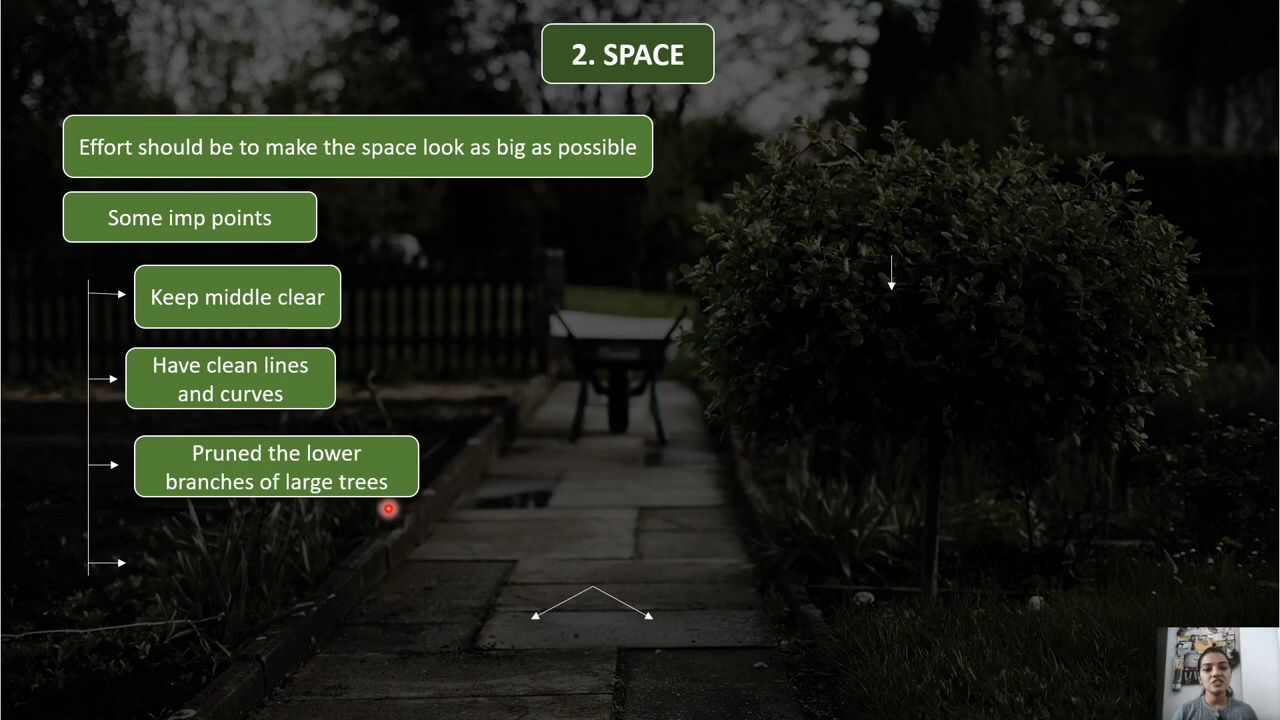 2. SPACE
Effort should be to make the space look as big as possible
Some imp points
Keep middle clear
Have clean lines
and curves
Pruned the lower
branches of large trees